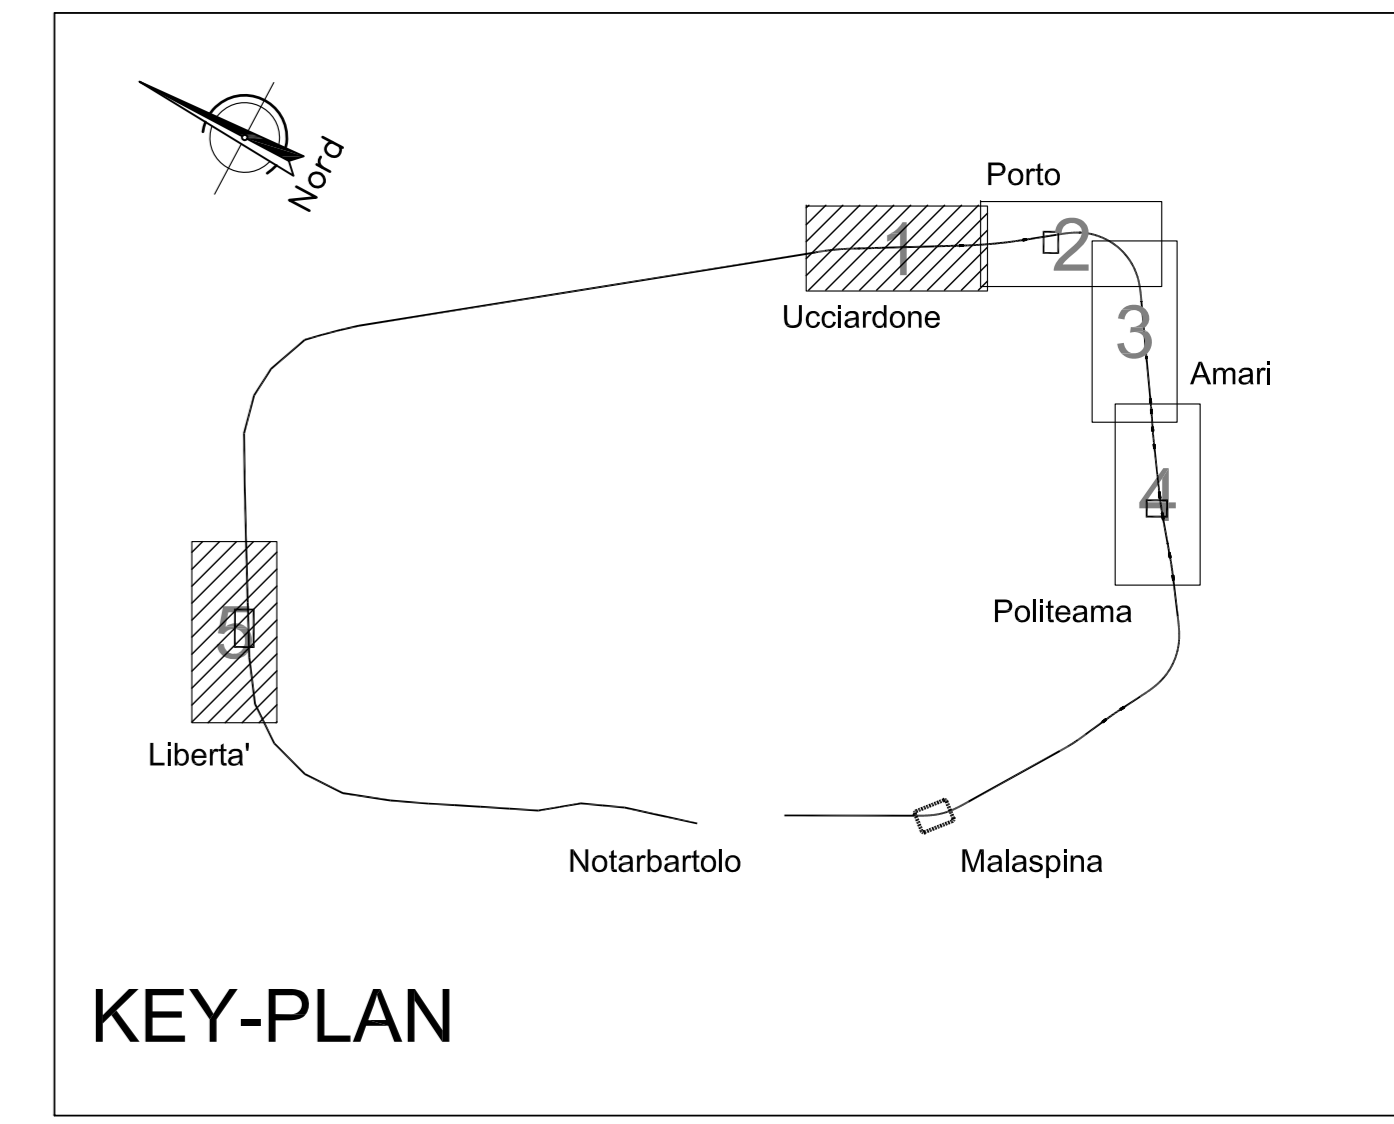 Nord
Porto
1
2
Ucciardone
3
Amari
4
Politeama
5
Liberta'
Notarbartolo
Malaspina
KEY-PLAN